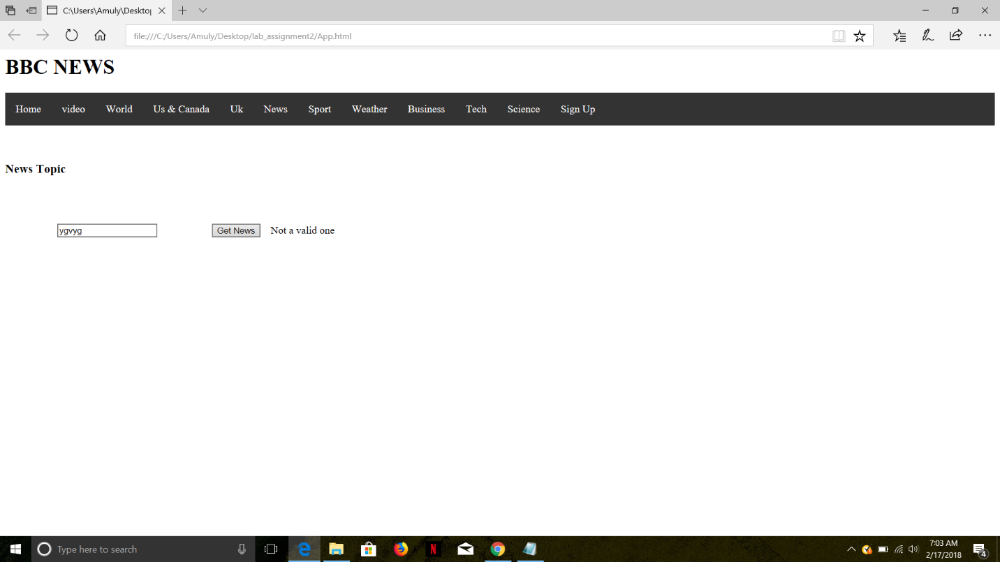 C:\Users\Amuly\Deskto
file:///C:/Users/Amuly/Desktop/lab_assignment2/App.html
BBC NEWS
Home video World Us & Canada Uk News Sport Weather Business Tech Science Sign Up
News Topic
ygvyg Get News Not a valid one
Type here to search
7:03 AM
2/17/2018
4